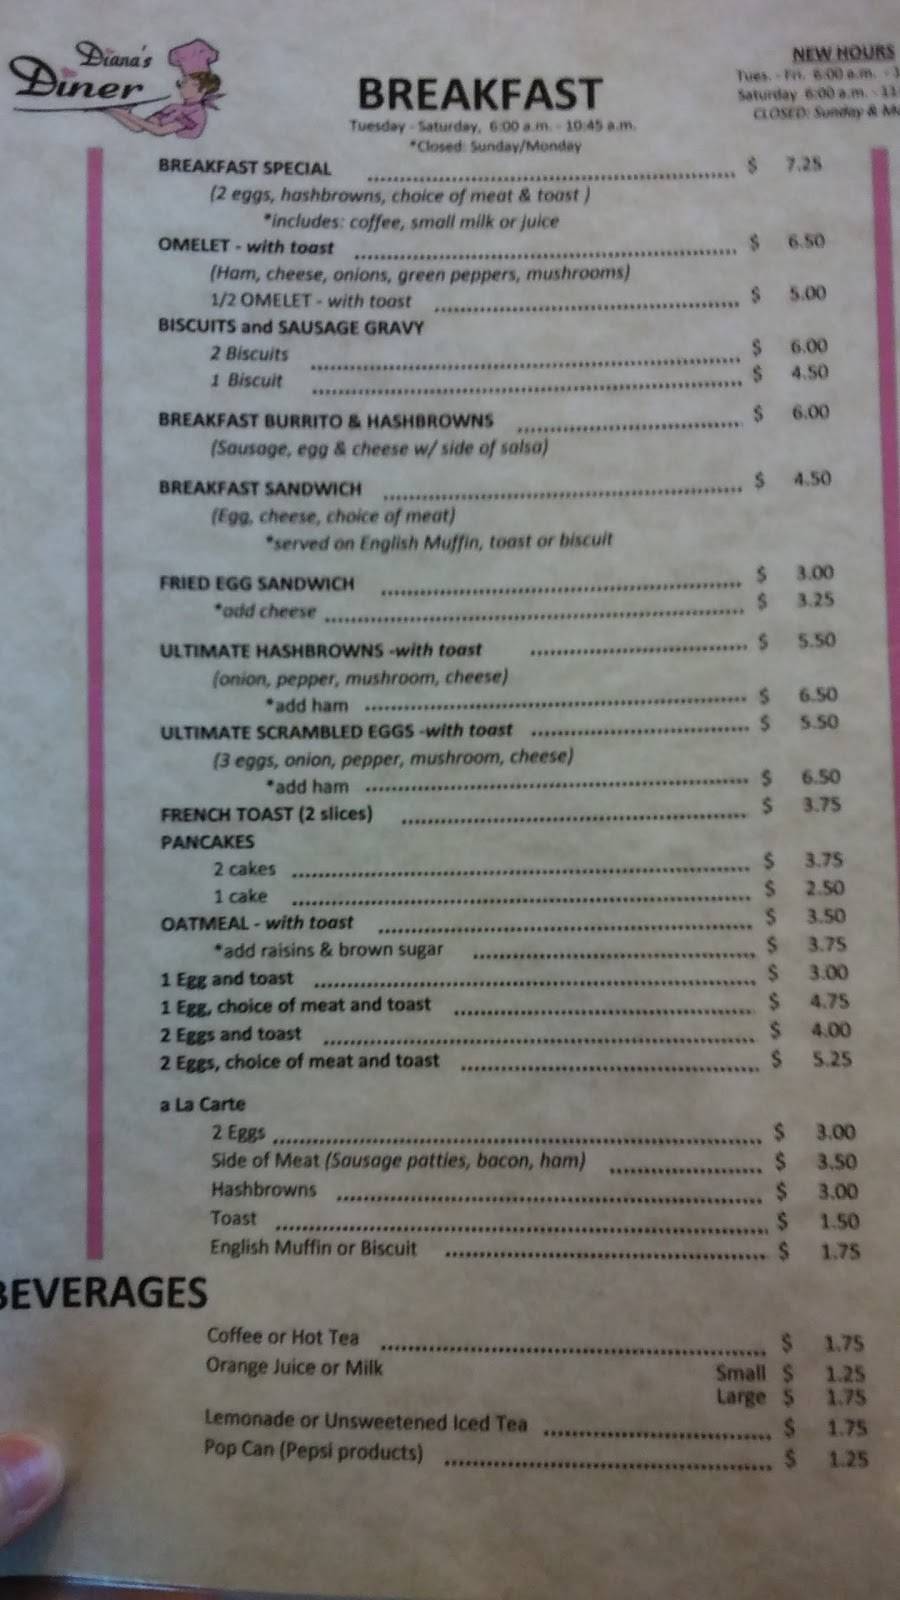 Diana's
Diner
BREAKFAST
Tuesday - Saturday, 6:00 a.m. - 10:45 a.m.
*Closed: Sunday/Monday
NEW HOURS
Tues. - Fri. 6:00 a.m. -
Saturday 6:00 a.m. - 11
CLOSED: Sunday &
BREAKFAST SPECIAL ........ $ 7.25
(2 eggs, hashbrowns, choice of meat & toast )
*includes: coffee, small milk or juice
OMELET - with toast ........ $ 6.50
(Ham, cheese, onions, green peppers, mushrooms)
1/2 OMELET - with toast ........ $ 5.00
BISCUITS and SAUSAGE GRAVY
2 Biscuits ........ $ 6.00
1 Biscuit ........ $ 4.50
BREAKFAST BURRITO & HASHBROWNS ........ $ 6.00
(Sausage, egg & cheese w/ side of salsa)
BREAKFAST SANDWICH ........ $ 4.50
(Egg, cheese, choice of meat)
*served on English Muffin, toast or biscuit
FRIED EGG SANDWICH ........ $ 3.00
*add cheese ........ $ 3.25
ULTIMATE HASHBROWNS -with toast ........ $ 5.50
(onion, pepper, mushroom, cheese)
*add ham ........ $ 6.50
ULTIMATE SCRAMBLED EGGS -with toast ........ $ 5.50
(3 eggs, onion, pepper, mushroom, cheese)
*add ham ........ $ 6.50
FRENCH TOAST (2 slices) ........ $ 3.75
PANCAKES
2 cakes ........ $ 3.75
1 cake ........ $ 2.50
OATMEAL - with toast ........ $ 3.50
*add raisins & brown sugar ........ $ 3.75
1 Egg and toast ........ $ 3.00
1 Egg, choice of meat and toast ........ $ 4.75
2 Eggs and toast ........ $ 4.00
2 Eggs, choice of meat and toast ........ $ 5.25
a La Carte
2 Eggs ........ $ 3.00
Side of Meat (Sausage patties, bacon, ham) ........ $ 3.50
Hashbrowns ........ $ 3.00
Toast ........ $ 1.50
English Muffin or Biscuit ........ $ 1.75
BEVERAGES
Coffee or Hot Tea ........ $ 1.75
Orange Juice or Milk Small $ 1.25
Large $ 1.75
Lemonade or Unsweetened Iced Tea ........ $ 1.75
Pop Can (Pepsi products) ........ $ 1.25